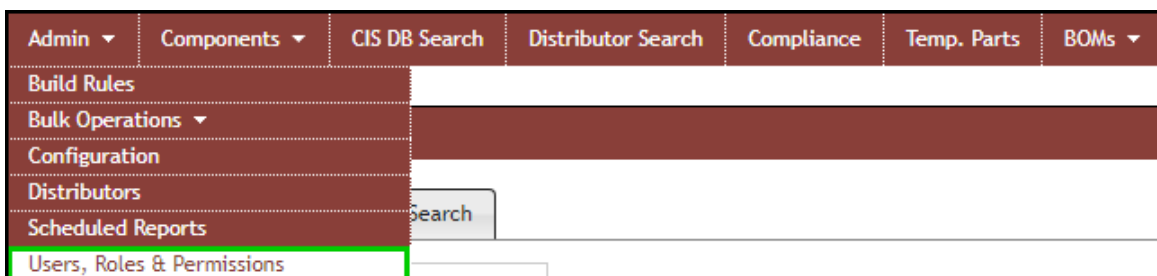 Admin Components CIS DB Search Distributor Search Compliance Temp. Parts BOMs
Build Rules
Bulk Operations
Configuration
Distributors
Scheduled Reports
Search
Users, Roles & Permissions